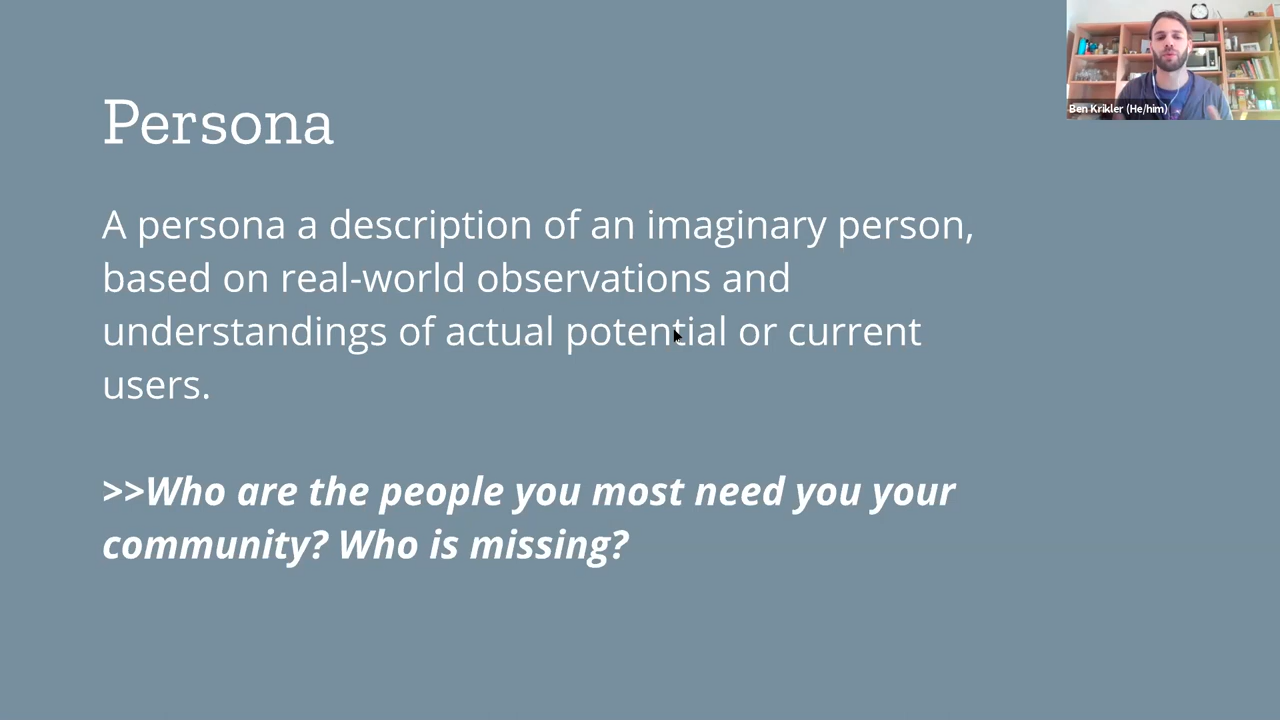 Persona
A persona a description of an imaginary person,
based on real-world observations and
understandings of actual potential or current
users.
>>Who are the people you most need you your
community? Who is missing?
Ben Krikler (He/him)